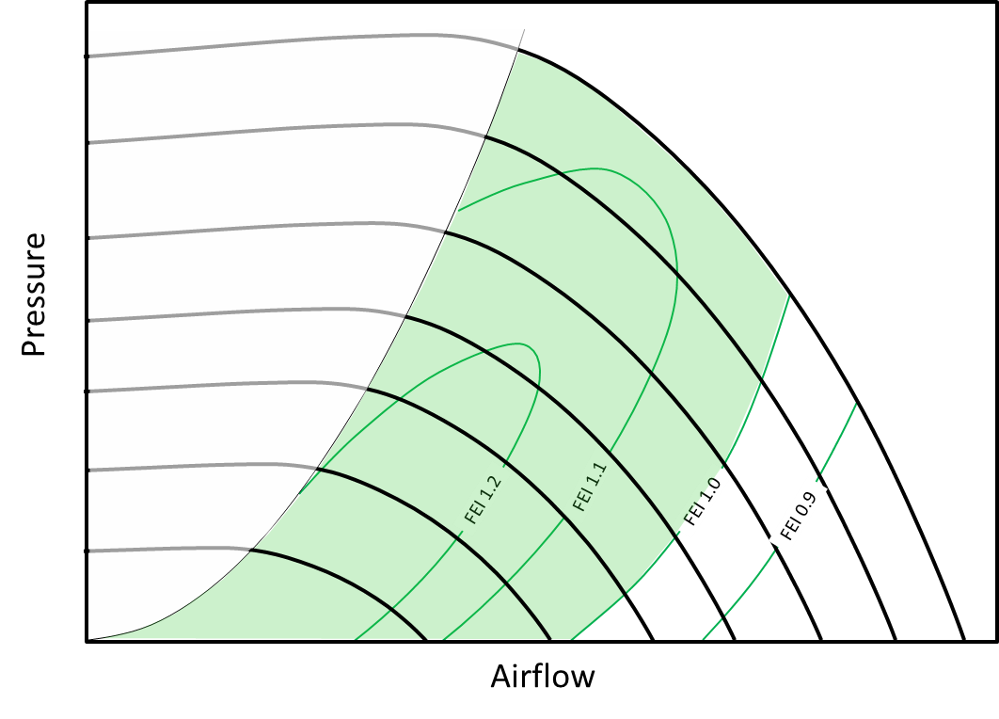 Pressure
FEI 1.2
FEI 1.1
FEI 1.0
FEI 0.9
Airflow